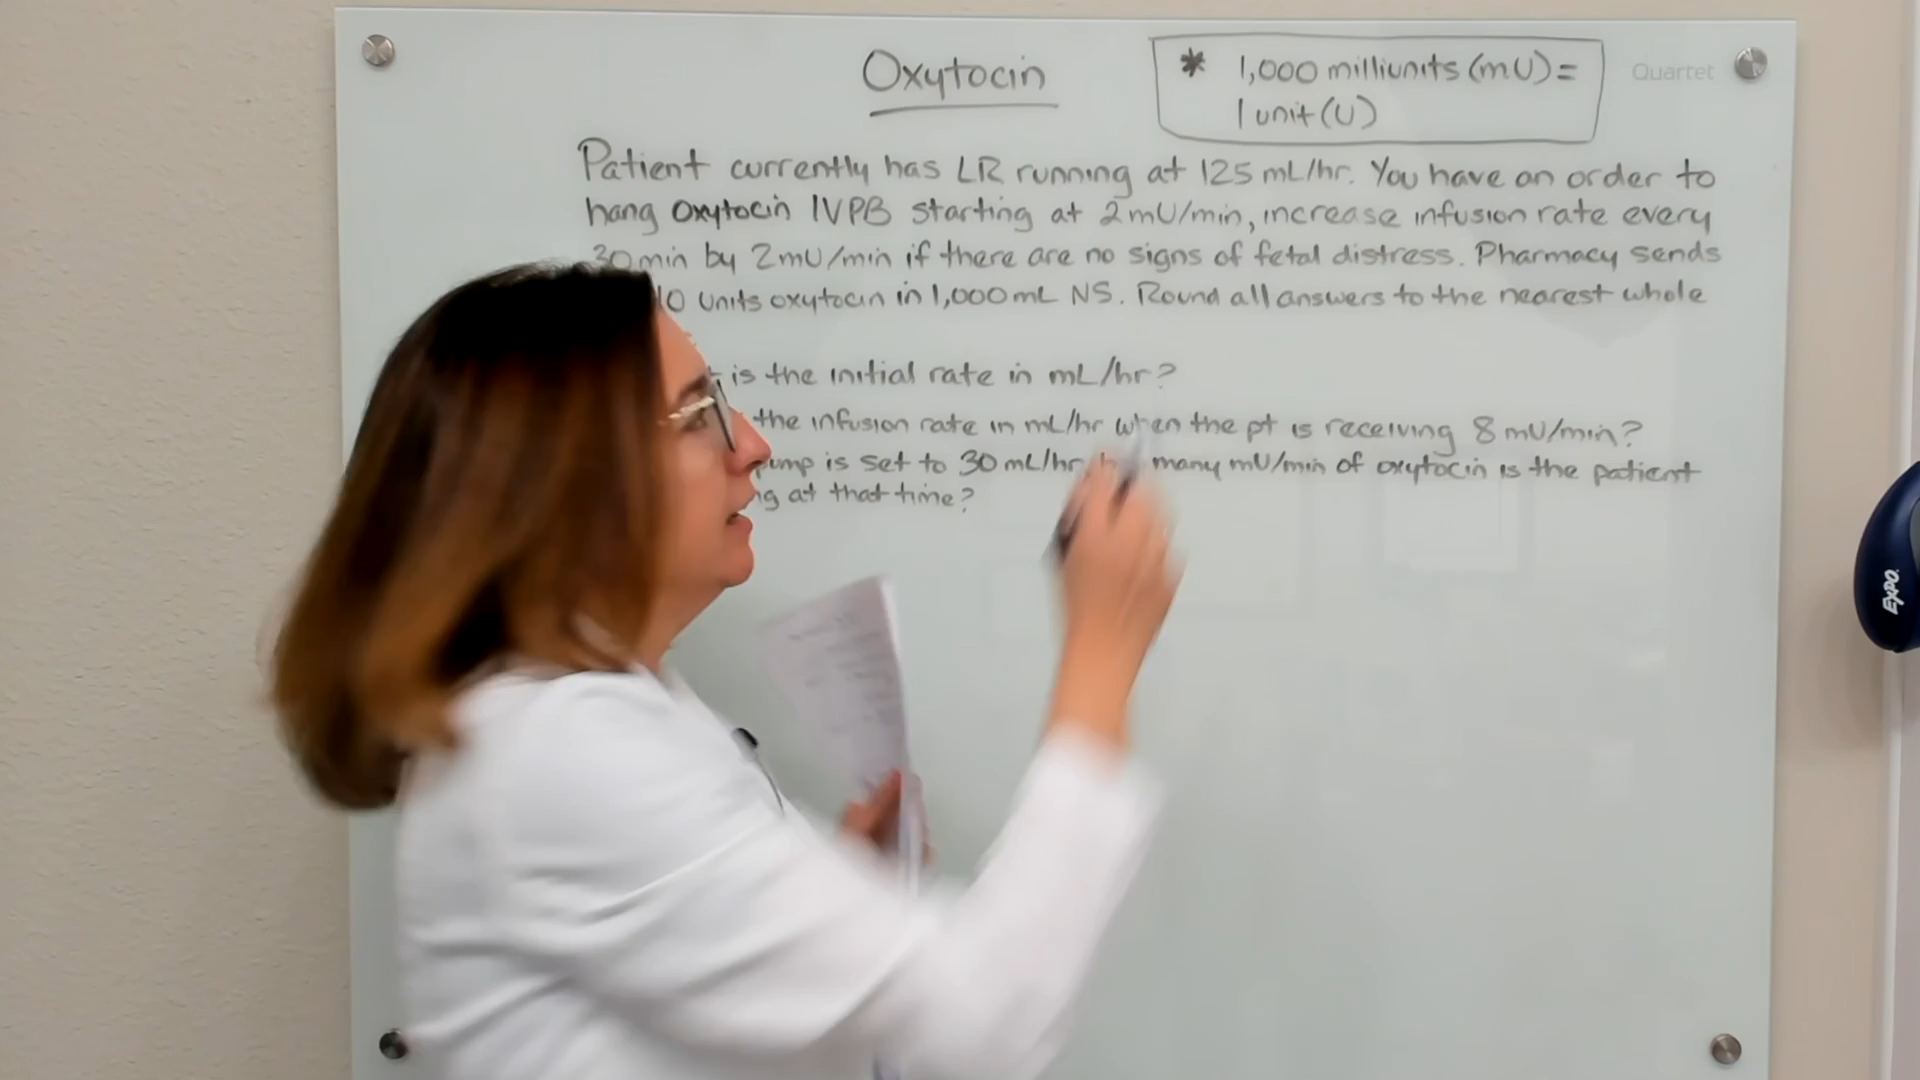 Oxytocin
* 1,000 milliunits (mU) =
1 unit (U)
Quartet
Patient currently has LR running at 125 mL/hr. You have an order to
hang Oxytocin IVPB starting at 2 mU/min, increase infusion rate every
30 min by 2 mU/min if there are no signs of fetal distress. Pharmacy sends
10 units oxytocin in 1,000 mL NS. Round all answers to the nearest whole
is the initial rate in mL/hr?
the infusion rate in mL/hr when the pt is receiving 8 mU/min?
pump is set to 30 mL/hr many mU/min of oxytocin is the patient
at that time?
EXPO